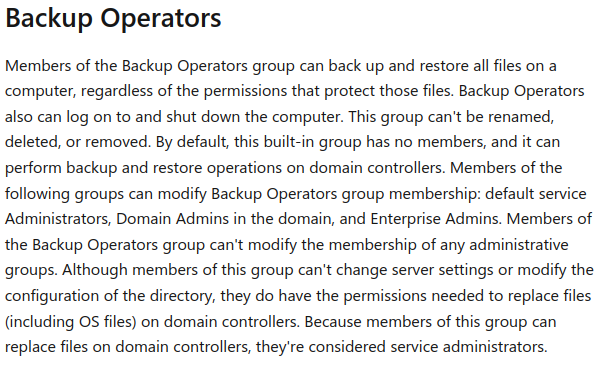 Backup Operators
Members of the Backup Operators group can back up and restore all files on a
computer, regardless of the permissions that protect those files. Backup Operators
also can log on to and shut down the computer. This group can't be renamed,
deleted, or removed. By default, this built-in group has no members, and it can
perform backup and restore operations on domain controllers. Members of the
following groups can modify Backup Operators group membership: default service
Administrators, Domain Admins in the domain, and Enterprise Admins. Members of
the Backup Operators group can't modify the membership of any administrative
groups. Although members of this group can't change server settings or modify the
configuration of the directory, they do have the permissions needed to replace files
(including OS files) on domain controllers. Because members of this group can
replace files on domain controllers, they're considered service administrators.